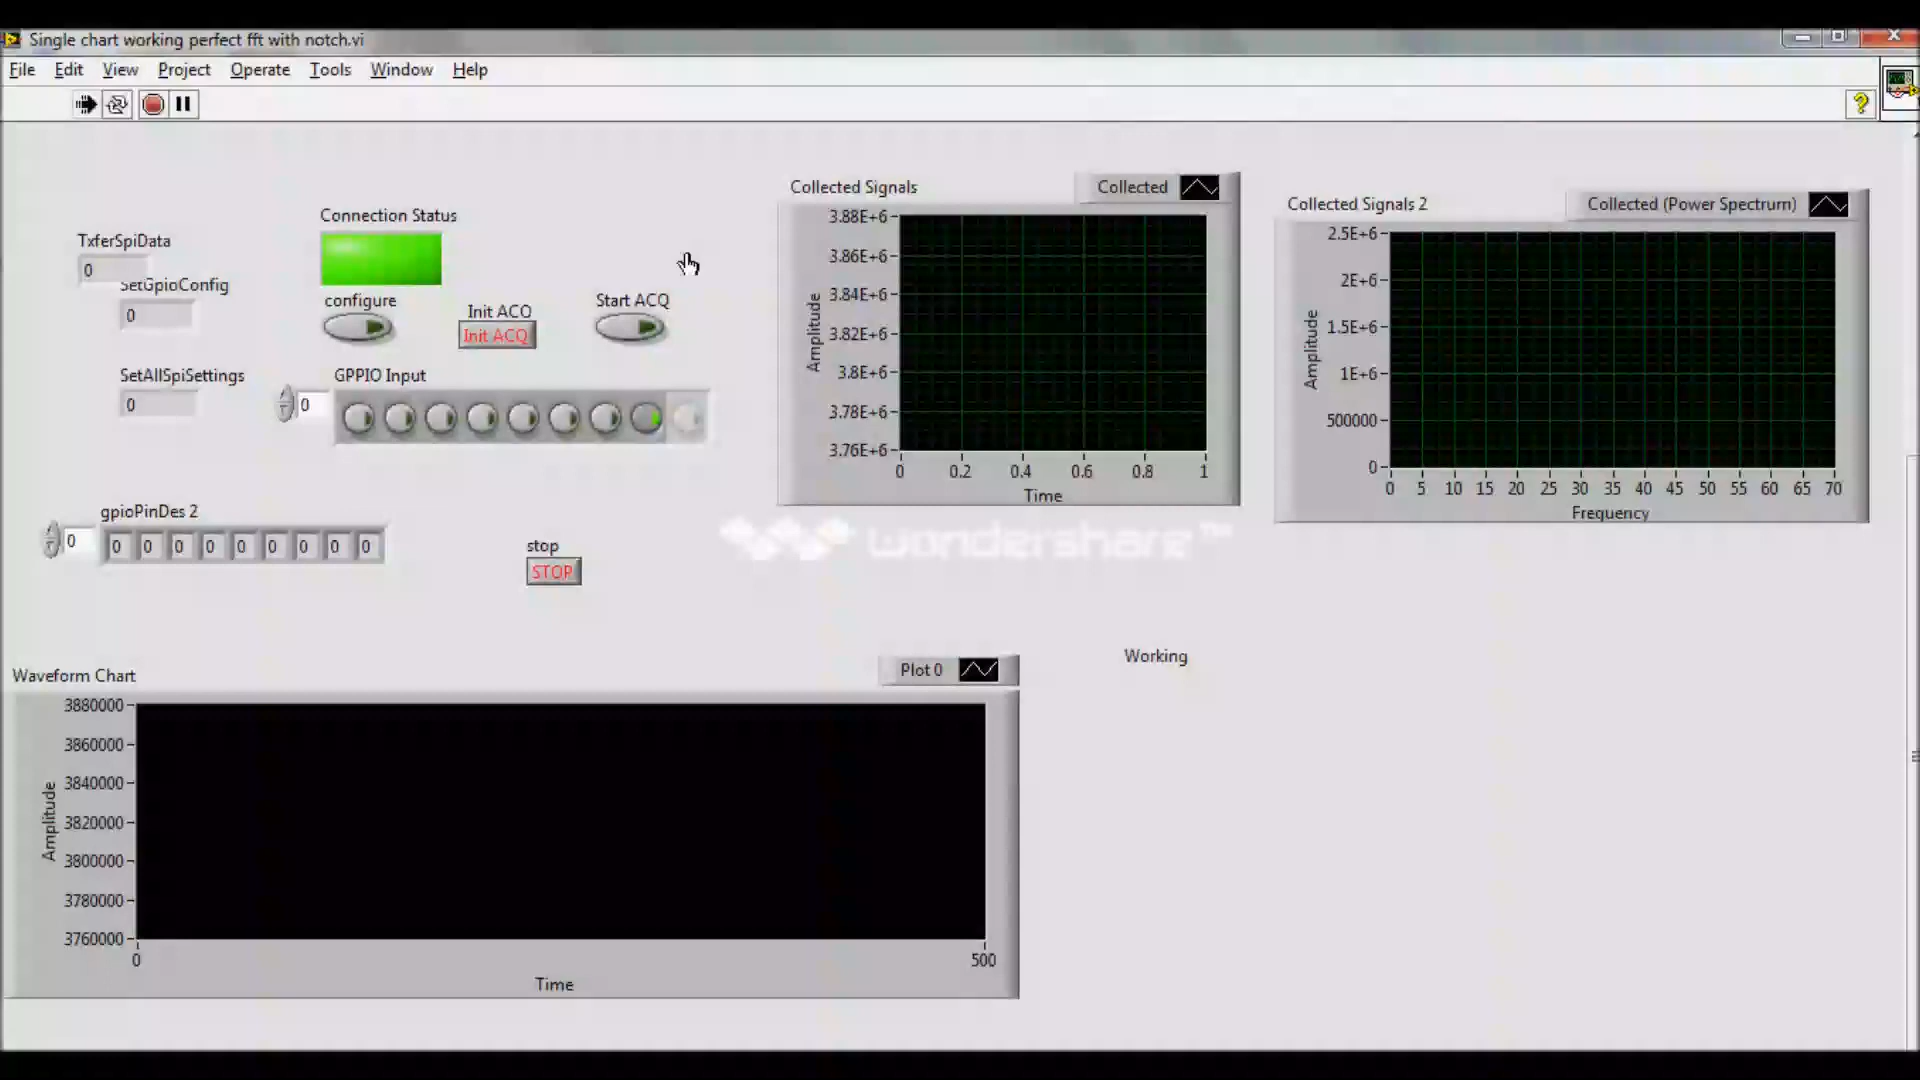 Single chart working perfect fft with notch.vi
File Edit View Project Operate Tools Window Help
?
TxferSpiData
0
SetGpioConfig
0
SetAllSpiSettings
0
Connection Status
configure
Init ACQ
Init ACQ
Start ACQ
GPPIO Input
0
gpioPinDes 2
0
0 0 0 0 0 0 0 0 0
stop
STOP
Collected Signals
Collected
3.88E+6
3.86E+6
3.84E+6
3.82E+6
3.8E+6
3.78E+6
3.76E+6
Amplitude
0 0.2 0.4 0.6 0.8 1
Time
Collected Signals 2
Collected (Power Spectrum)
2.5E+6
2E+6
1.5E+6
1E+6
500000
0
Amplitude
0 5 10 15 20 25 30 35 40 45 50 55 60 65 70
Frequency
wondershare™
Working
Waveform Chart
Plot 0
3880000
3860000
3840000
3820000
3800000
3780000
3760000
Amplitude
0 500
Time